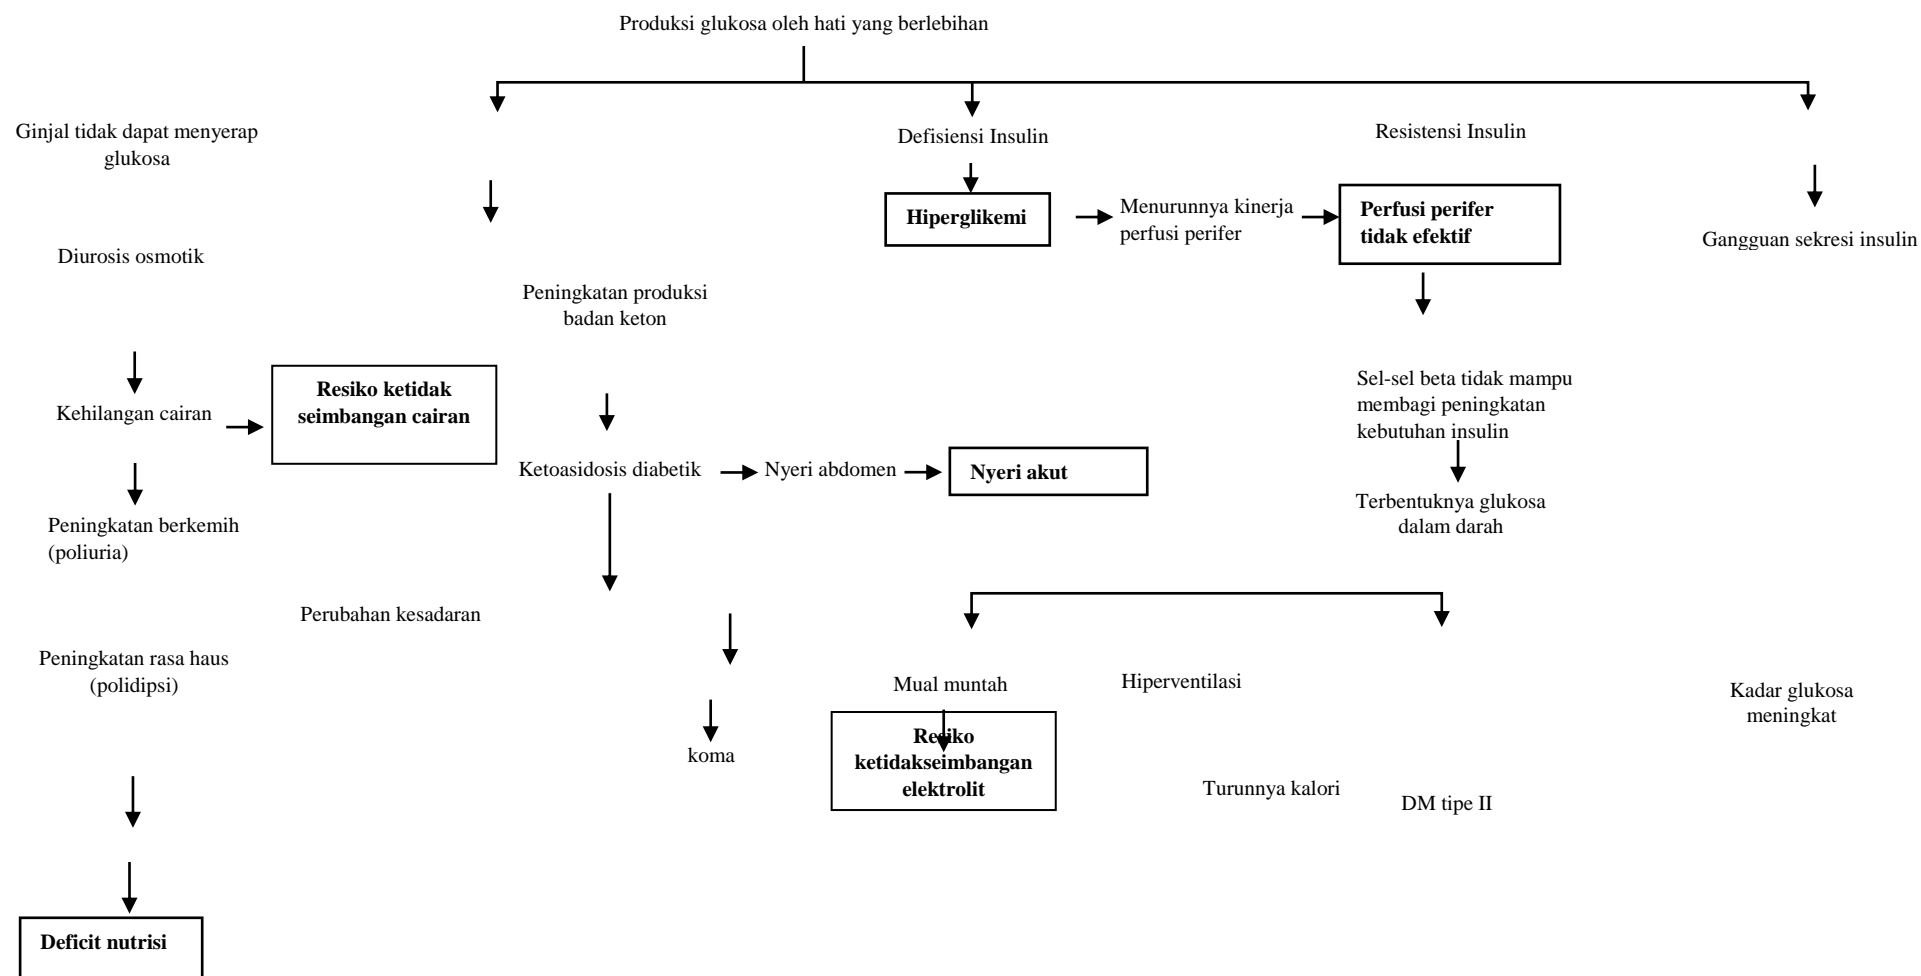 Produksi glukosa oleh hati yang berlebihan
Ginjal tidak dapat menyerap
glukosa
Defisiensi Insulin
Resistensi Insulin
Hiperglikemi
Menurunnya kinerja
perfusi perifer
Perfusi perifer
tidak efektif
Gangguan sekresi insulin
Diurosis osmotik
Peningkatan produksi
badan keton
Kehilangan cairan
Resiko ketidak
seimbangan cairan
Sel-sel beta tidak mampu
membagi peningkatan
kebutuhan insulin
Ketoasidosis diabetik
Nyeri abdomen
Nyeri akut
Terbentuknya glukosa
dalam darah
Peningkatan berkemih
(poliuria)
Perubahan kesadaran
Peningkatan rasa haus
(polidipsi)
Mual muntah
Hiperventilasi
Kadar glukosa
meningkat
koma
Resiko
ketidakseimbangan
elektrolit
Turunnya kalori
DM tipe II
Deficit nutrisi